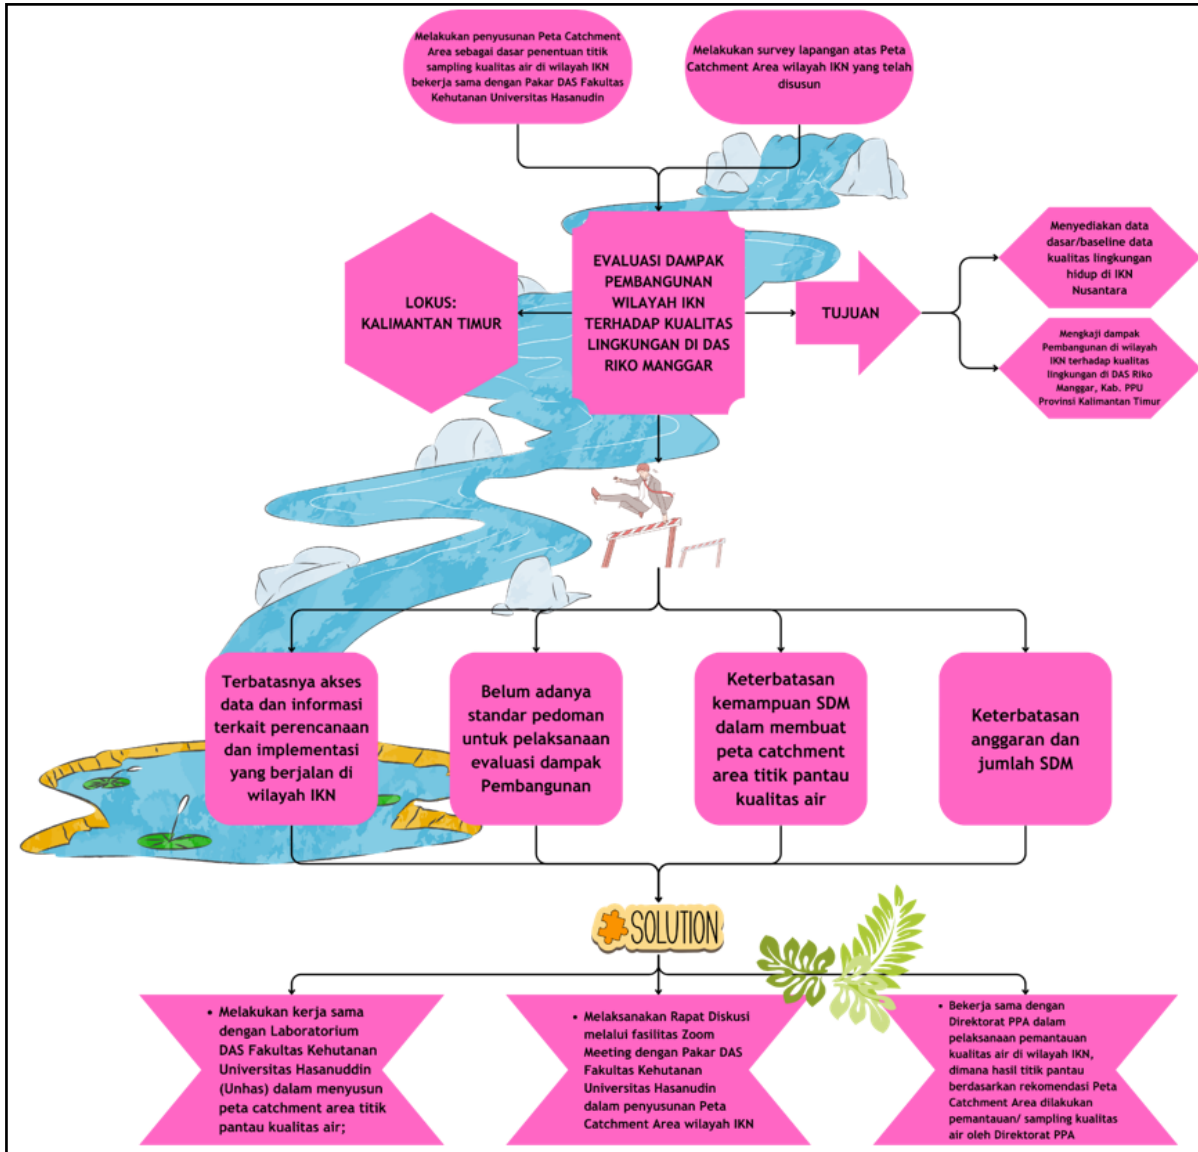 Melakukan penyusunan Peta Catchment
Area sebagai dasar penentuan titik
sampling kualitas air di wilayah IKN
bekerja sama dengan Pakar DAS Fakultas
Kehutanan Universitas Hasanudin
Melakukan survey lapangan atas Peta
Catchment Area wilayah IKN yang telah
disusun
LOKUS:
KALIMANTAN TIMUR
EVALUASI DAMPAK
PEMBANGUNAN
WILAYAH IKN
TERHADAP KUALITAS
LINGKUNGAN DI DAS
RIKO MANGGAR
TUJUAN
Menyediakan data
dasar/baseline data
kualitas lingkungan
hidup di IKN
Nusantara
Mengkaji dampak
Pembangunan di wilayah
IKN terhadap kualitas
lingkungan di DAS Riko
Manggar, Kab. PPU
Provinsi Kalimantan Timur
Terbatasnya akses
data dan informasi
terkait perencanaan
dan implementasi
yang berjalan di
wilayah IKN
Belum adanya
standar pedoman
untuk pelaksanaan
evaluasi dampak
Pembangunan
Keterbatasan
kemampuan SDM
dalam membuat
peta catchment
area titik pantau
kualitas air
Keterbatasan
anggaran dan
jumlah SDM
SOLUTION
• Melakukan kerja sama
dengan Laboratorium
DAS Fakultas Kehutanan
Universitas Hasanuddin
(Unhas) dalam menyusun
peta catchment area titik
pantau kualitas air;
• Melaksanakan Rapat Diskusi
melalui fasilitas Zoom
Meeting dengan Pakar DAS
Fakultas Kehutanan
Universitas Hasanudin
dalam penyusunan Peta
Catchment Area wilayah IKN
• Bekerja sama dengan
Direktorat PPA dalam
pelaksanaan pemantauan
kualitas air di wilayah IKN,
dimana hasil titik pantau
berdasarkan rekomendasi Peta
Catchment Area dilakukan
pemantauan/ sampling kualitas
air oleh Direktorat PPA